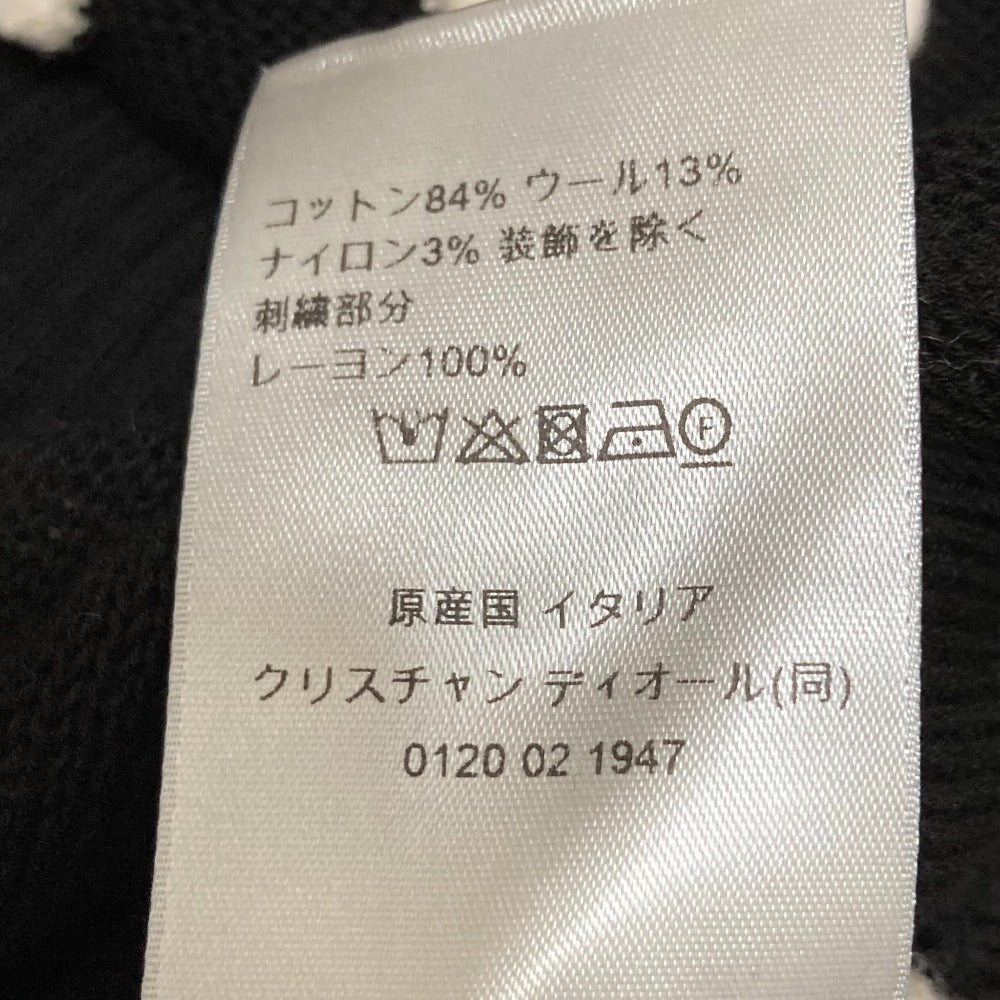 コットン84% ウール13%
ナイロン3% 装飾を除く
刺繍部分
レーヨン100%
F
原産国 イタリア
クリスチャン ディオール(同)
0120 02 1947